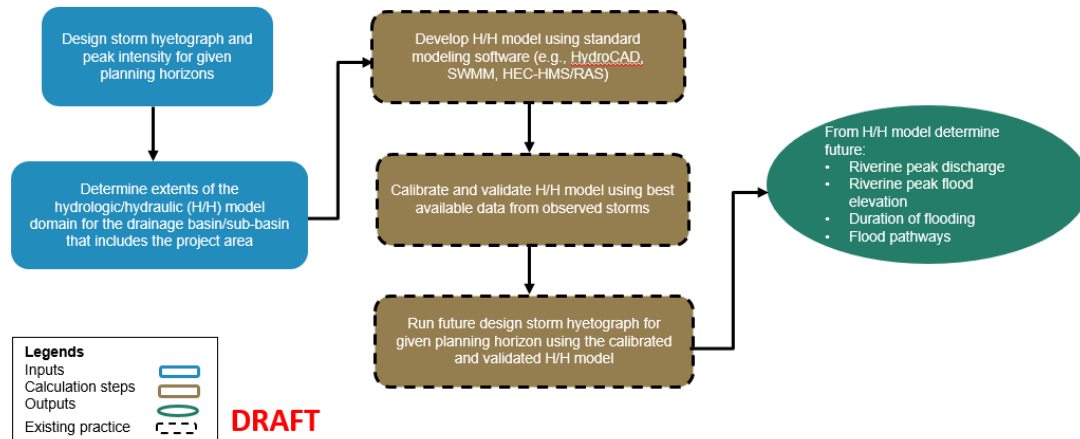 Design storm hyetograph and
peak intensity for given
planning horizons
Determine extents of the
hydrologic/hydraulic (H/H) model
domain for the drainage basin/sub-basin
that includes the project area
Develop H/H model using standard
modeling software (e.g., HydroCAD,
SWMM, HEC-HMS/RAS)
Calibrate and validate H/H model using best
available data from observed storms
Run future design storm hyetograph for
given planning horizon using the calibrated
and validated H/H model
From H/H model determine
future:
• Riverine peak discharge
• Riverine peak flood
elevation
• Duration of flooding
• Flood pathways
Legends
Inputs
Calculation steps
Outputs
Existing practice
DRAFT